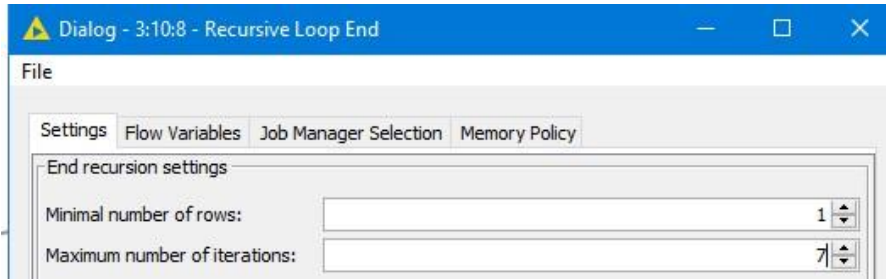 Dialog - 3:10:8 - Recursive Loop End
File
Settings Flow Variables Job Manager Selection Memory Policy
End recursion settings
Minimal number of rows: 1
Maximum number of iterations: 7